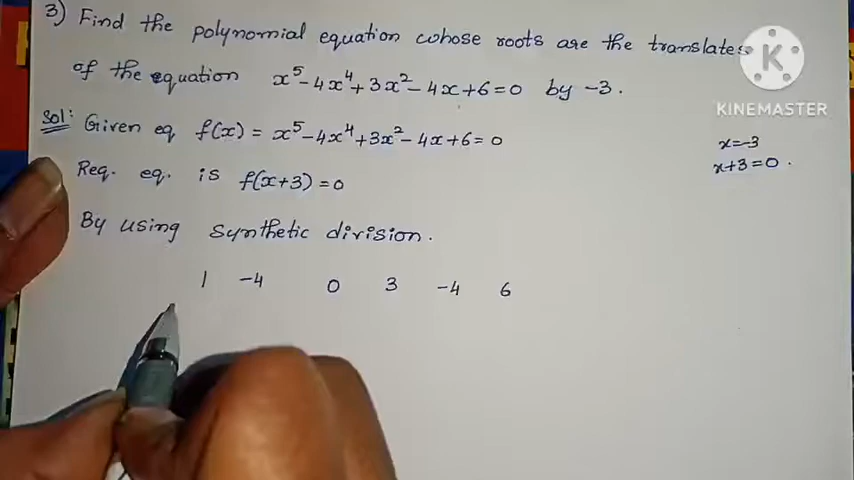 3) Find the polynomial equation whose roots are the translates
of the equation x⁵-4x⁴+3x²-4x+6=0 by -3.
K
KINEMASTER
Sol: Given eq f(x) = x⁵-4x⁴+3x²-4x+6=0
x=-3
x+3=0.
Req. eq. is f(x+3)=0
By using synthetic division.
1 -4 0 3 -4 6